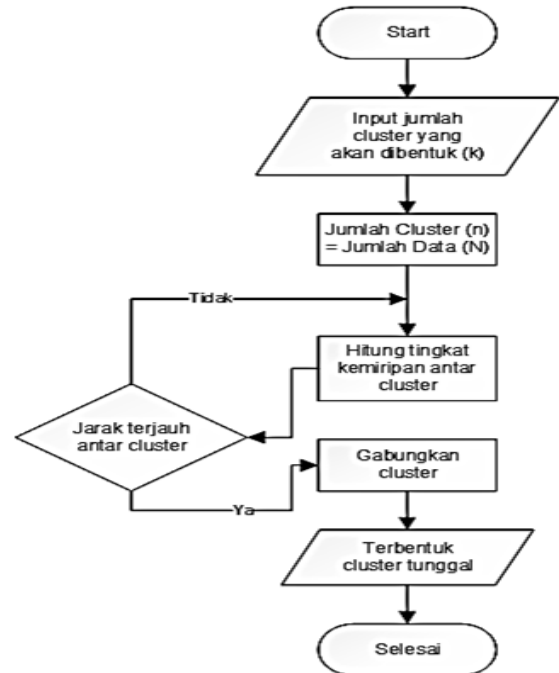 Start
Input jumlah
cluster yang
akan dibentuk (k)
Jumlah Cluster (n)
= Jumlah Data (N)
Tidak
Hitung tingkat
kemiripan antar
cluster
Jarak terjauh
antar cluster
Gabungkan
cluster
Ya
Terbentuk
cluster tunggal
Selesai